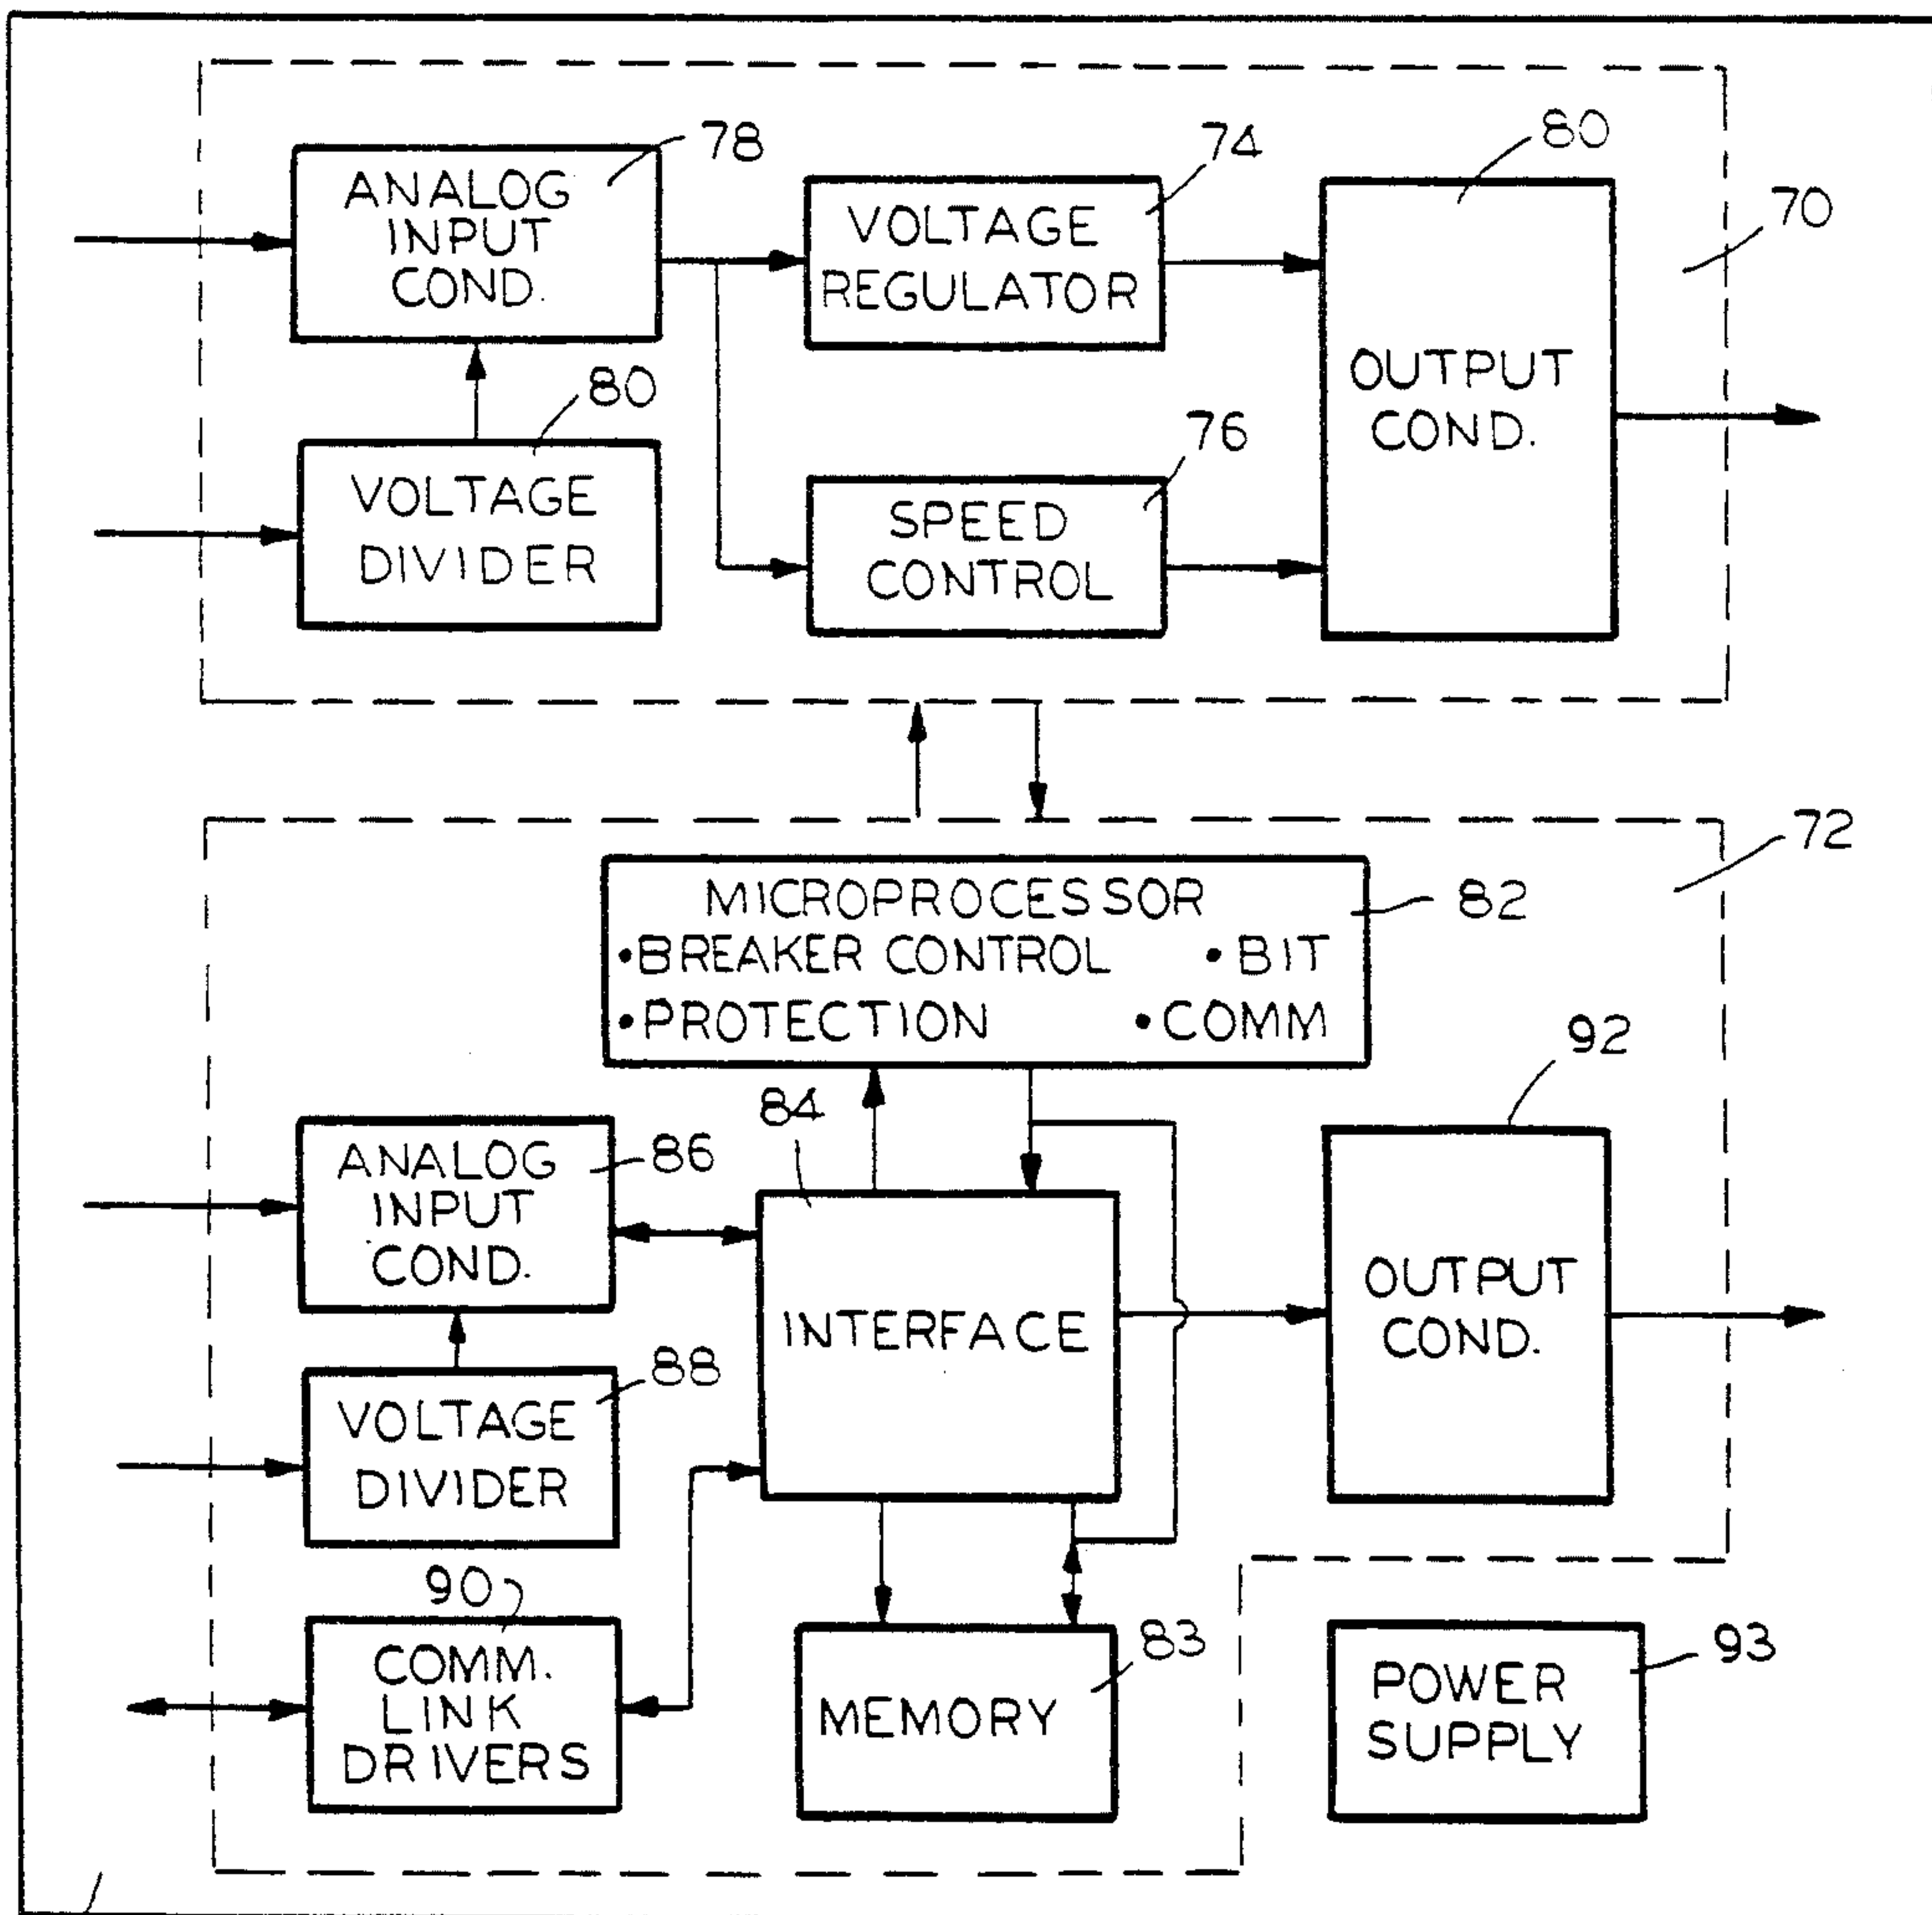 78
ANALOG
INPUT
COND.
74
VOLTAGE
REGULATOR
80
OUTPUT
COND.
70
80
VOLTAGE
DIVIDER
76
SPEED
CONTROL
72
MICROPROCESSOR
•BREAKER CONTROL •BIT
•PROTECTION •COMM
82
84
92
ANALOG
INPUT
COND.
86
INTERFACE
OUTPUT
COND.
88
VOLTAGE
DIVIDER
90
COMM.
LINK
DRIVERS
83
MEMORY
93
POWER
SUPPLY